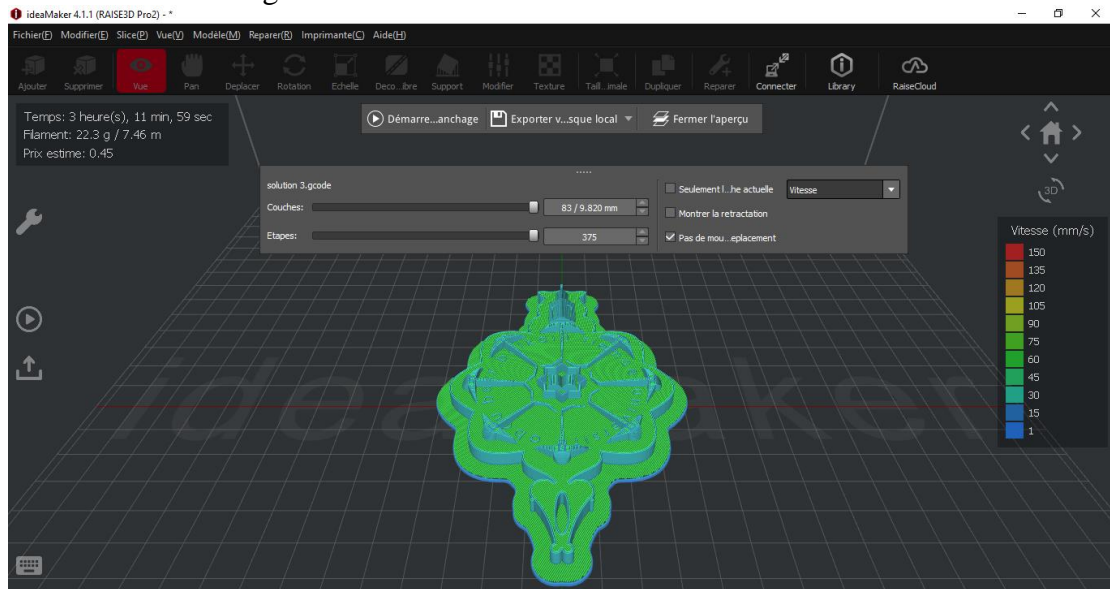 ideaMaker 4.1.1 (RAISE3D Pro2) - *
Fichier(F) Modifier(E) Slice(P) Vue(V) Modèle(M) Reparer(R) Imprimante(C) Aide(H)
Ajouter Supprimer Vue Pan Deplacer Rotation Echelle Deco...ibre Support Modifier Texture Taill...imale Dupliquer Reparer Connecter Library RaiseCloud
Temps: 3 heure(s), 11 min, 59 sec
Filament: 22.3 g / 7.46 m
Prix estime: 0.45
Démarre...anchage Exporter v...sque local Fermer l'aperçu
solution 3.gcode
Couches: 83 / 9.820 mm
Etapes: 375
Seulement l...he actuelle Vitesse
Montrer la retractation
Pas de mou...eplacement
3D
Vitesse (mm/s)
150
135
120
105
90
75
60
45
30
15
1
ideaMaker